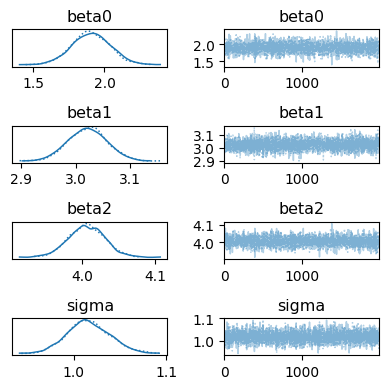 beta0 beta0
2.0
1.5
1.5 2.0 0 1000
beta1 beta1
3.1
3.0
2.9
2.9 3.0 3.1 0 1000
beta2 beta2
4.1
4.0
4.0 4.1 0 1000
sigma sigma
1.1
1.0
1.0 1.1 0 1000